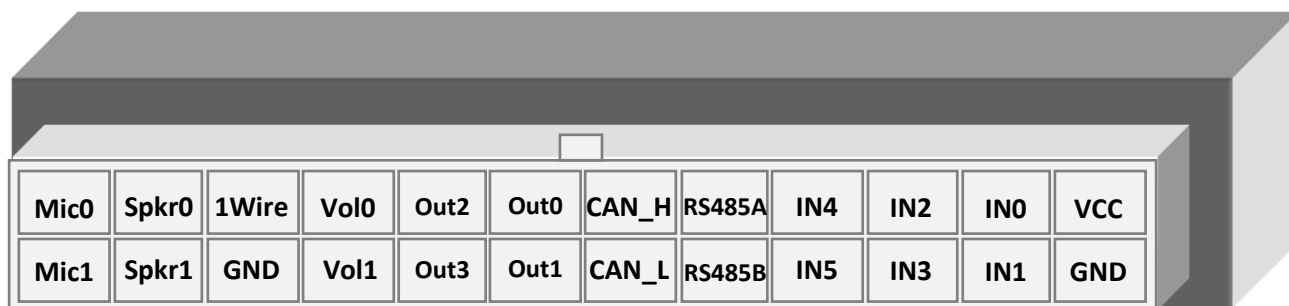 Mic0 Spkr0 1Wire Vol0 Out2 Out0 CAN_H RS485A IN4 IN2 IN0 VCC
Mic1 Spkr1 GND Vol1 Out3 Out1 CAN_L RS485B IN5 IN3 IN1 GND